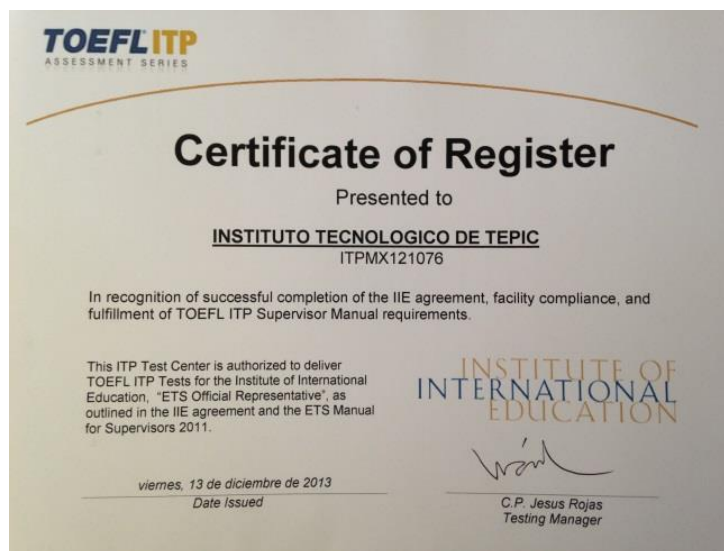 TOEFL ITP
ASSESSMENT SERIES
Certificate of Register
Presented to
INSTITUTO TECNOLOGICO DE TEPIC
ITPMX121076
In recognition of successful completion of the IIE agreement, facility compliance, and
fulfillment of TOEFL ITP Supervisor Manual requirements.
This ITP Test Center is authorized to deliver
TOEFL ITP Tests for the Institute of International
Education, "ETS Official Representative", as
outlined in the IIE agreement and the ETS Manual
for Supervisors 2011.
INSTITUTE OF
INTERNATIONAL
EDUCATION
viernes, 13 de diciembre de 2013
Date Issued
C.P. Jesus Rojas
Testing Manager